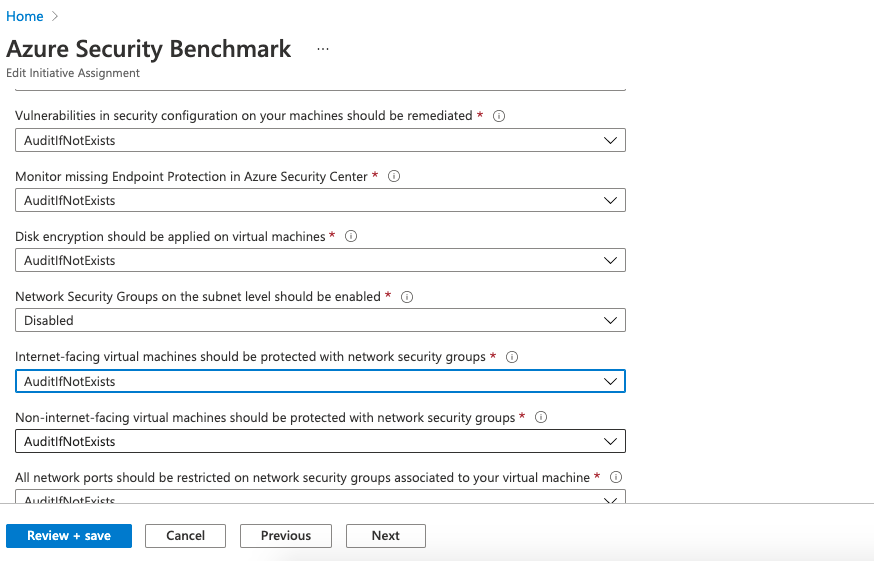 Home
Azure Security Benchmark ...
Edit Initiative Assignment
Vulnerabilities in security configuration on your machines should be remediated *
AuditIfNotExists
Monitor missing Endpoint Protection in Azure Security Center *
AuditIfNotExists
Disk encryption should be applied on virtual machines *
AuditIfNotExists
Network Security Groups on the subnet level should be enabled *
Disabled
Internet-facing virtual machines should be protected with network security groups *
AuditIfNotExists
Non-internet-facing virtual machines should be protected with network security groups *
AuditIfNotExists
All network ports should be restricted on network security groups associated to your virtual machine *
AuditIfNotExists
Review + save Cancel Previous Next